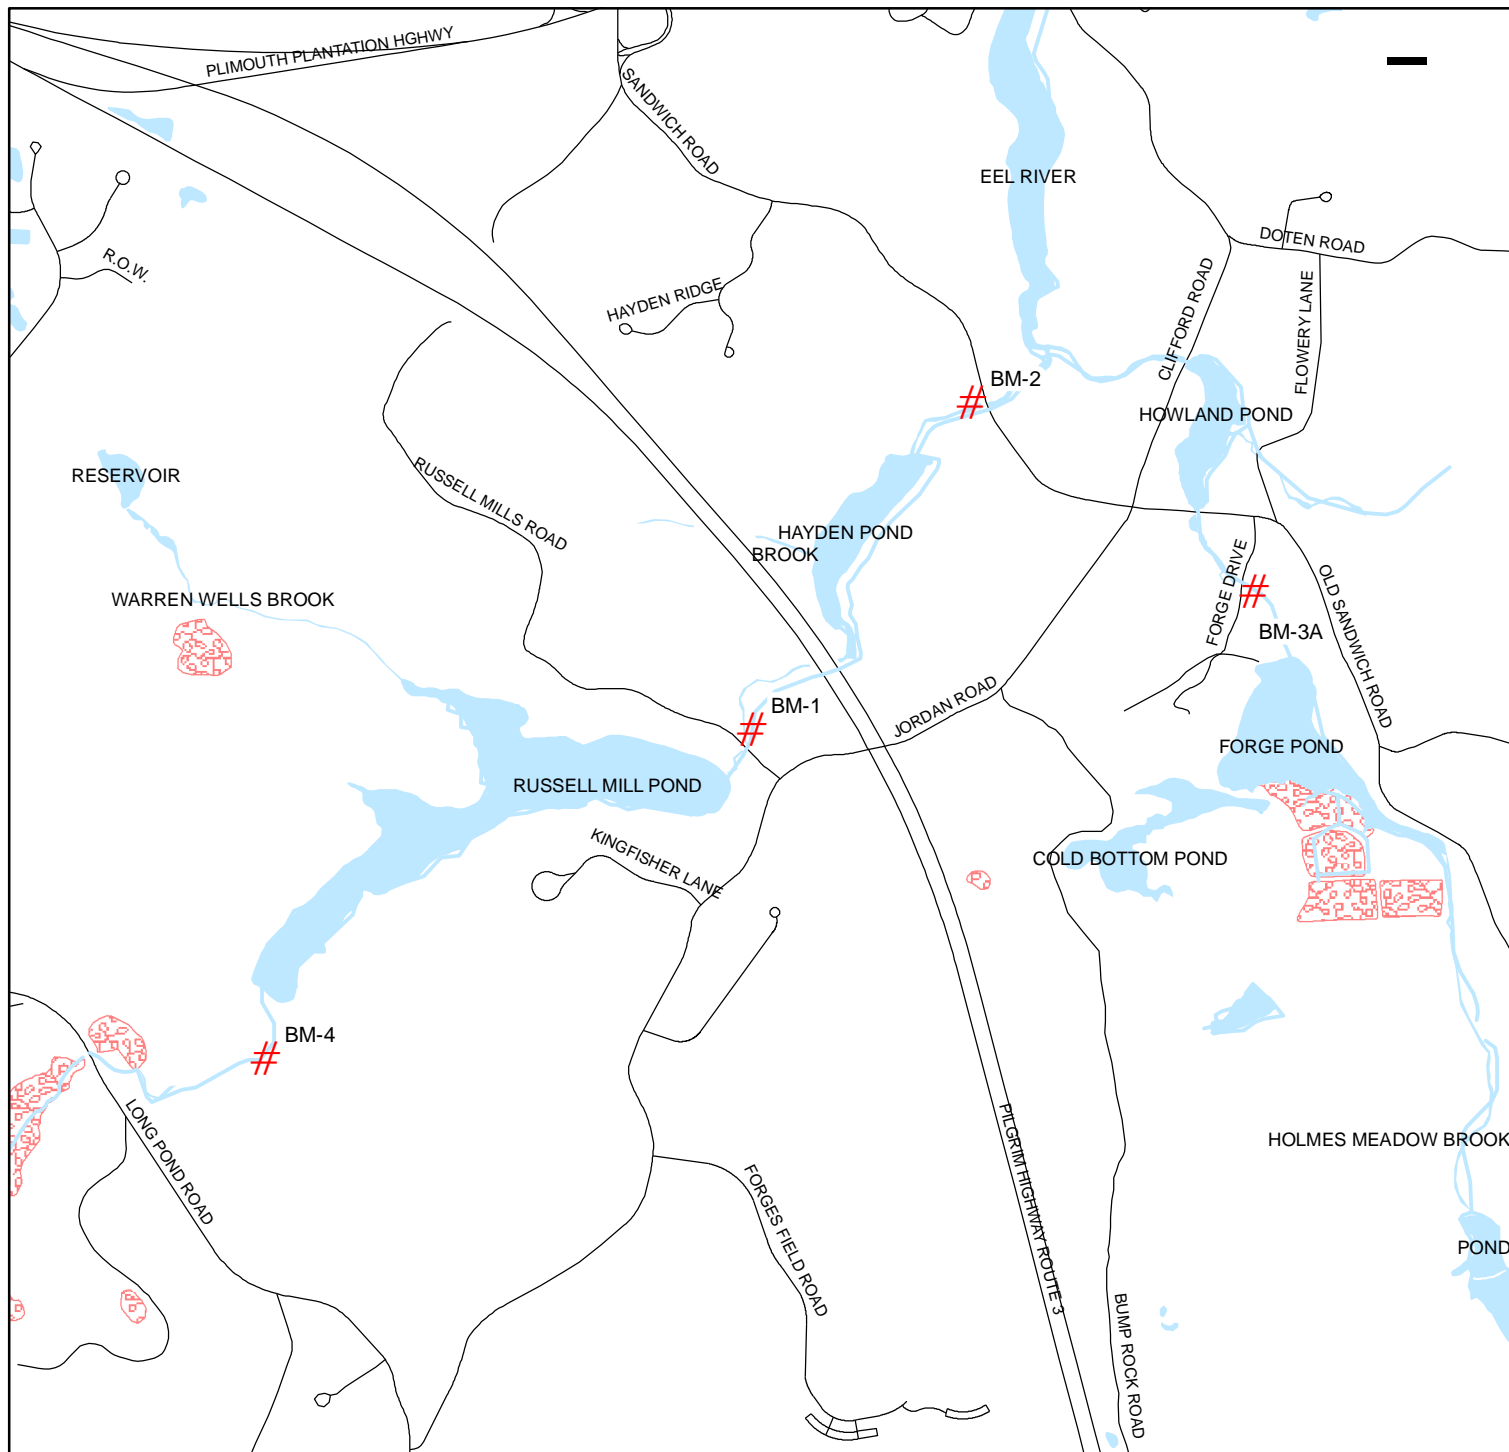 PLIMOUTH PLANTATION HGHWY
SANDWICH ROAD
EEL RIVER
DOTEN ROAD
R.O.W.
HAYDEN RIDGE
CLIFFORD ROAD
FLOWERY LANE
BM-2
HOWLAND POND
RESERVOIR
RUSSELL MILLS ROAD
HAYDEN POND
BROOK
WARREN WELLS BROOK
FORGE DRIVE
OLD SANDWICH ROAD
BM-3A
BM-1
JORDAN ROAD
FORGE POND
RUSSELL MILL POND
KINGFISHER LANE
COLD BOTTOM POND
BM-4
LONG POND ROAD
PILGRIM HIGHWAY ROUTE 3
HOLMES MEADOW BROOK
FORGES FIELD ROAD
POND
BUMP ROCK ROAD